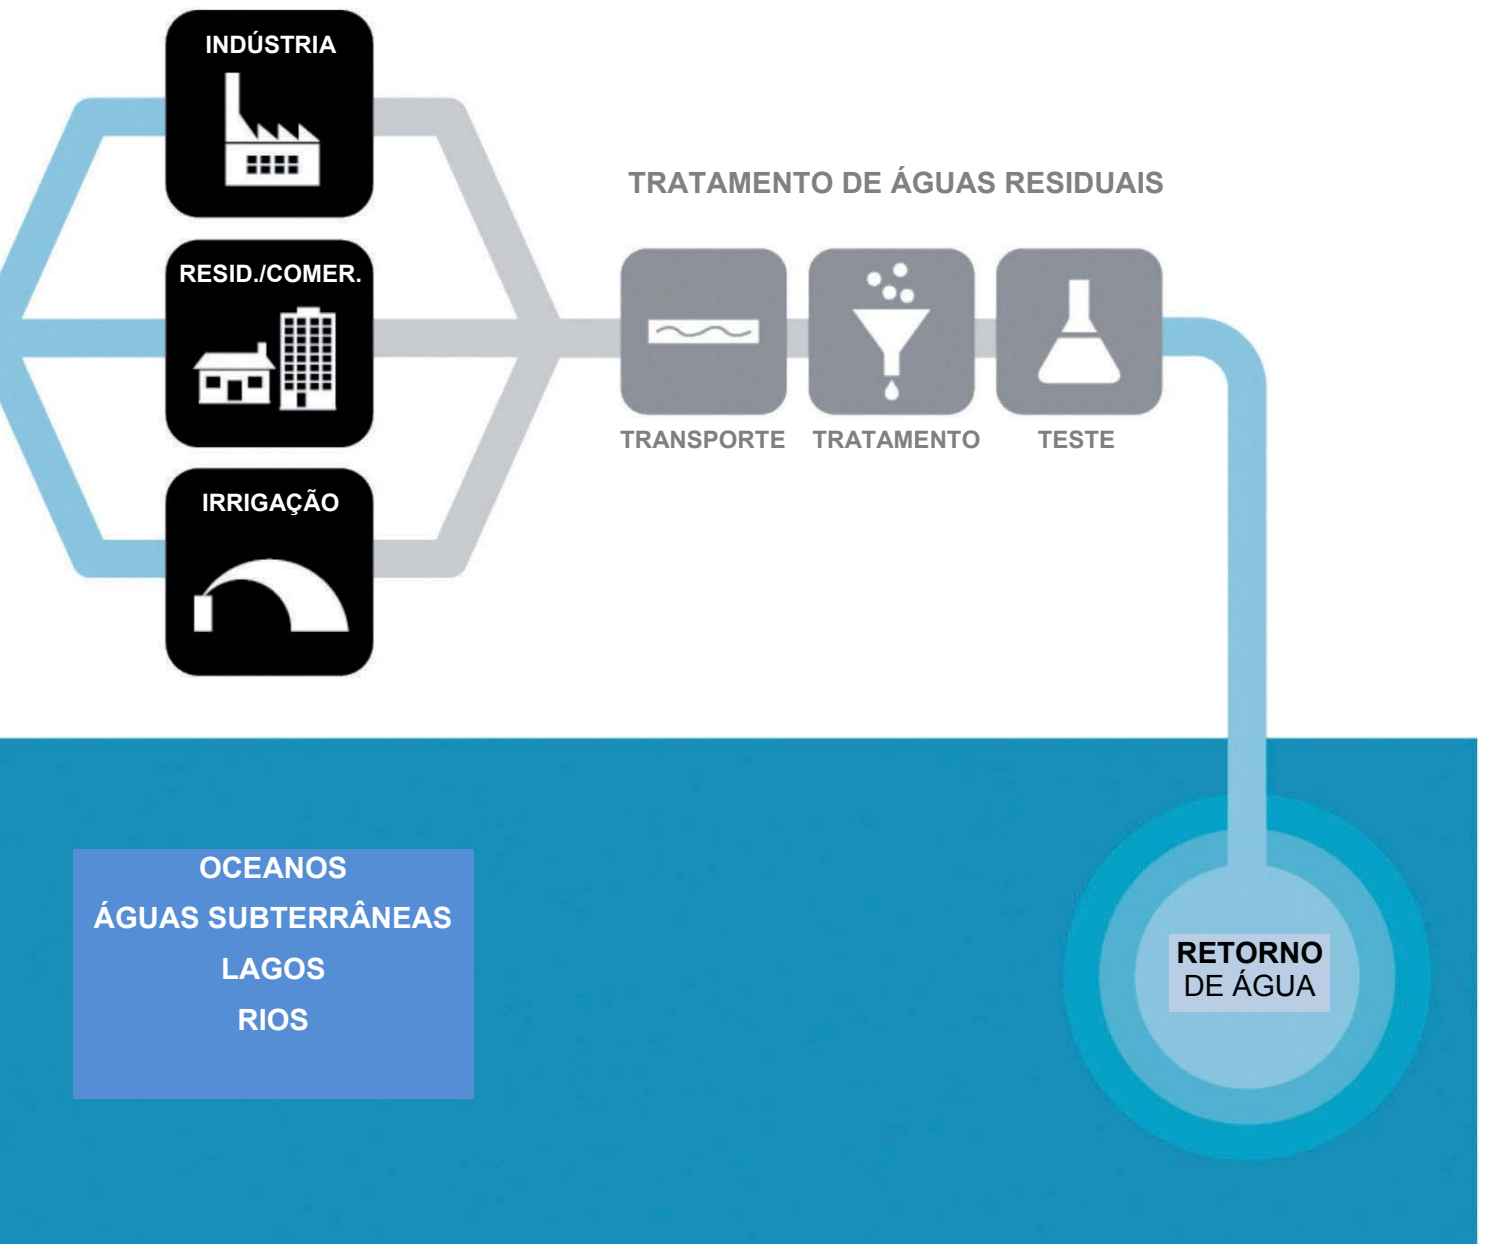 INDÚSTRIA
RESID./COMER.
IRRIGAÇÃO
TRATAMENTO DE ÁGUAS RESIDUAIS
TRANSPORTE
TRATAMENTO
TESTE
OCEANOS
ÁGUAS SUBTERRÂNEAS
LAGOS
RIOS
RETORNO
DE ÁGUA